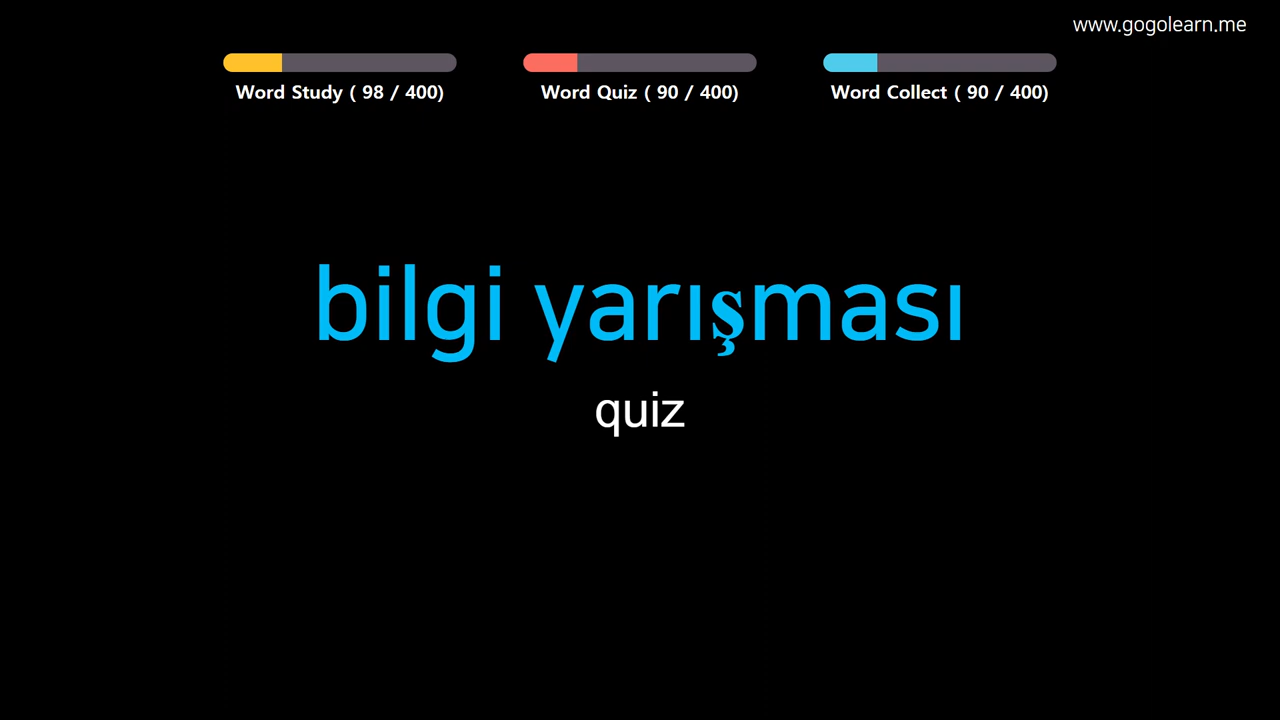 www.gogolearn.me
Word Study ( 98 / 400)
Word Quiz ( 90 / 400)
Word Collect ( 90 / 400)
bilgi yarışması
quiz